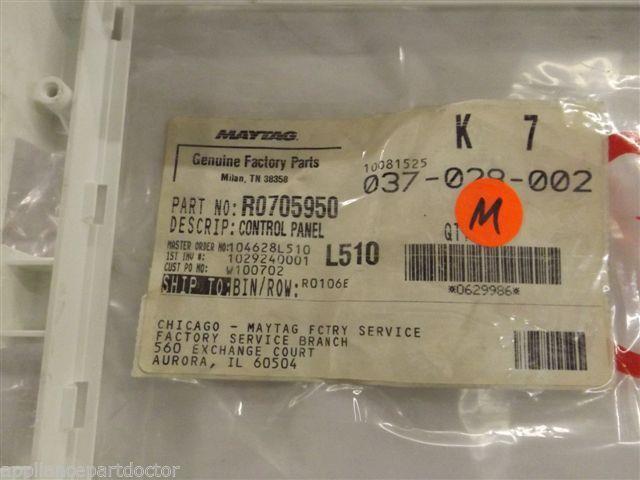 MAYTAG
Genuine Factory Parts
Milan, TN 38358
K 7
10081525
037-029-002
PART NO: R0705950
DESCRIP: CONTROL PANEL
MASTER ORDER NO: 104628L510
L510
1ST INV #: 1029240001
CUST PO NO: W100702
SHIP TO: BIN/ROW: R0106E
M
QT
*0629986*
CHICAGO - MAYTAG FCTRY SERVICE
FACTORY SERVICE BRANCH
560 EXCHANGE COURT
AURORA, IL 60504
appliancepartdoctor